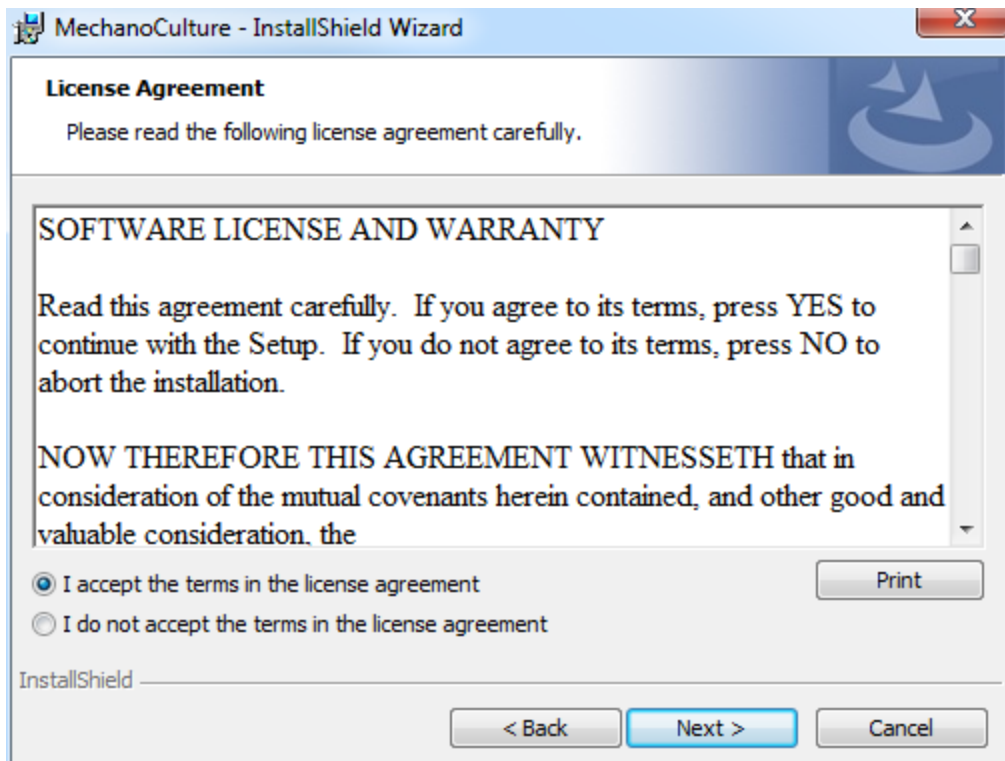 MechanoCulture - InstallShield Wizard
License Agreement
Please read the following license agreement carefully.
SOFTWARE LICENSE AND WARRANTY
Read this agreement carefully.  If you agree to its terms, press YES to
continue with the Setup.  If you do not agree to its terms, press NO to
abort the installation.
NOW THEREFORE THIS AGREEMENT WITNESSETH that in
consideration of the mutual covenants herein contained, and other good and
valuable consideration, the
I accept the terms in the license agreement
Print
I do not accept the terms in the license agreement
InstallShield
< Back
Next >
Cancel